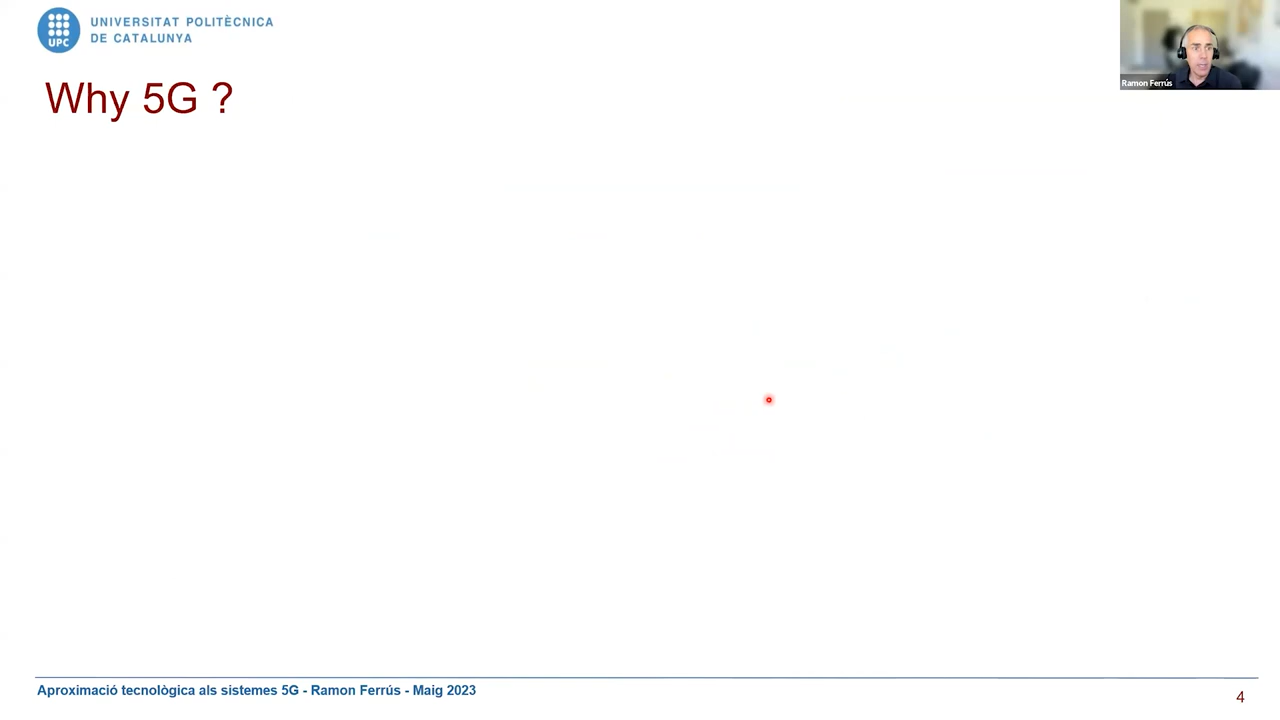 UNIVERSITAT POLITÈCNICA
DE CATALUNYA
UPC
Ramon Ferrús
Why 5G ?
Aproximació tecnològica als sistemes 5G - Ramon Ferrús - Maig 2023
4